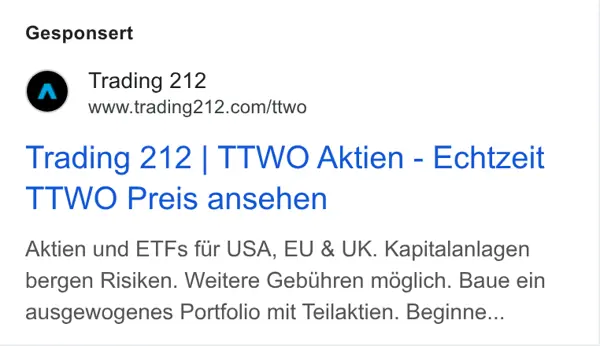 Gesponsert
Trading 212
www.trading212.com/ttwo
Trading 212 | TTWO Aktien - Echtzeit
TTWO Preis ansehen
Aktien und ETFs für USA, EU & UK. Kapitalanlagen
bergen Risiken. Weitere Gebühren möglich. Baue ein
ausgewogenes Portfolio mit Teilaktien. Beginne...